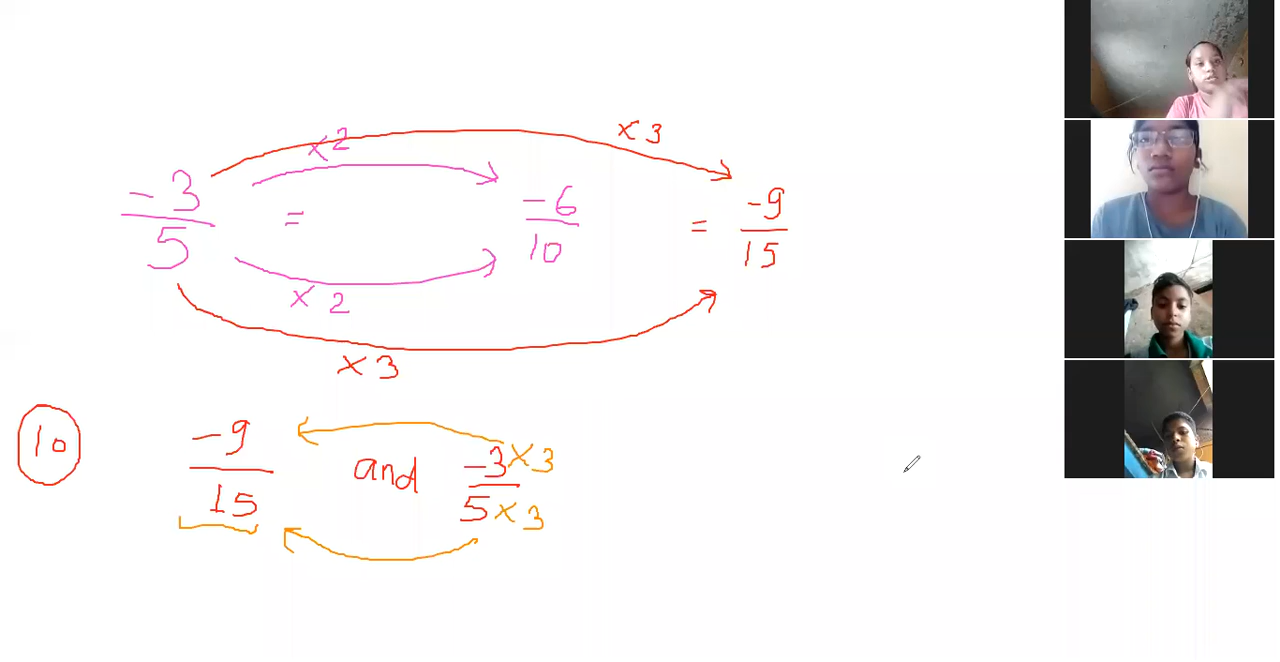 ×2 ×3
-3/5 = -6/10 = -9/15
×2
×3
10 -9/15 and -3×3/5×3